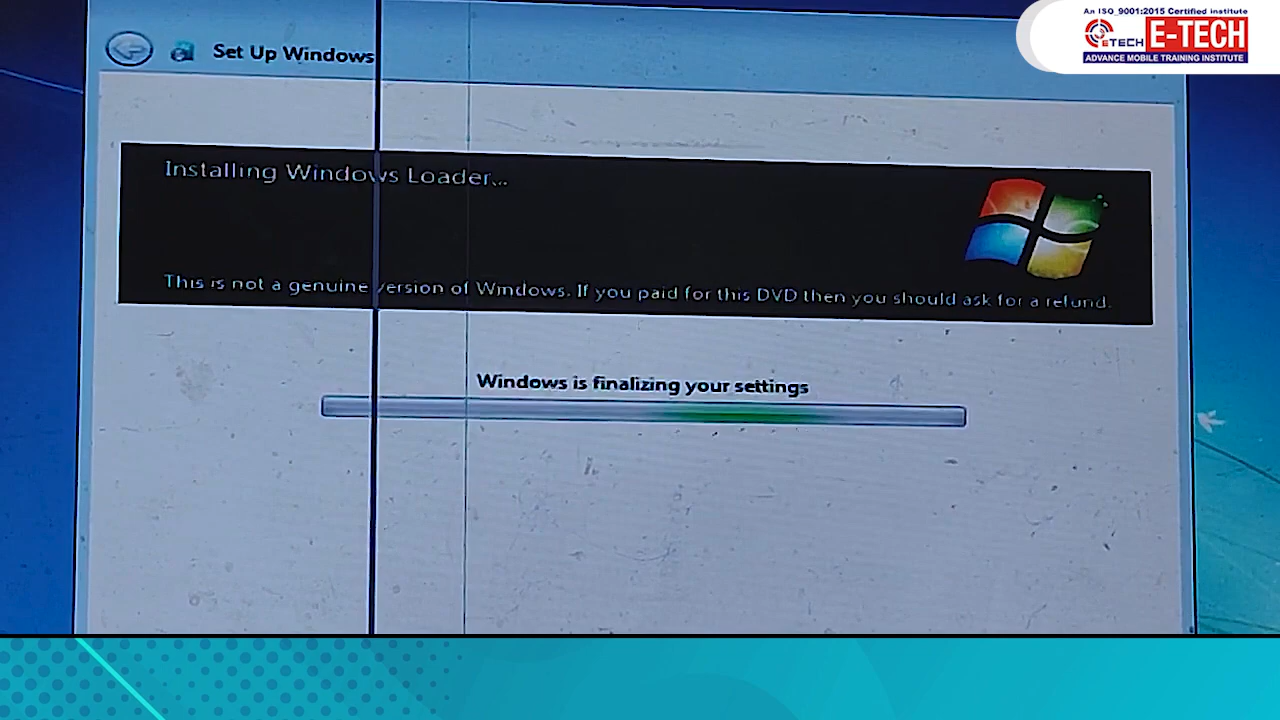 An ISO_9001:2015 Certified institute
ETECH E-TECH
ADVANCE MOBILE TRAINING INSTITUTE
Set Up Windows
Installing Windows Loader...
This is not a genuine version of Windows. If you paid for this DVD then you should ask for a refund.
Windows is finalizing your settings